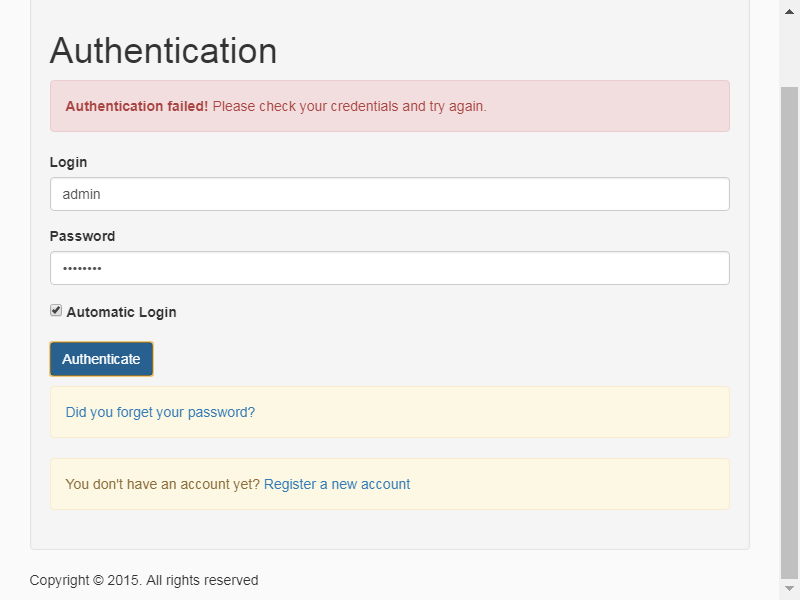 Authentication
Authentication failed! Please check your credentials and try again.
Login
admin
Password
••••••••
Automatic Login
Authenticate
Did you forget your password?
You don't have an account yet? Register a new account
Copyright © 2015. All rights reserved